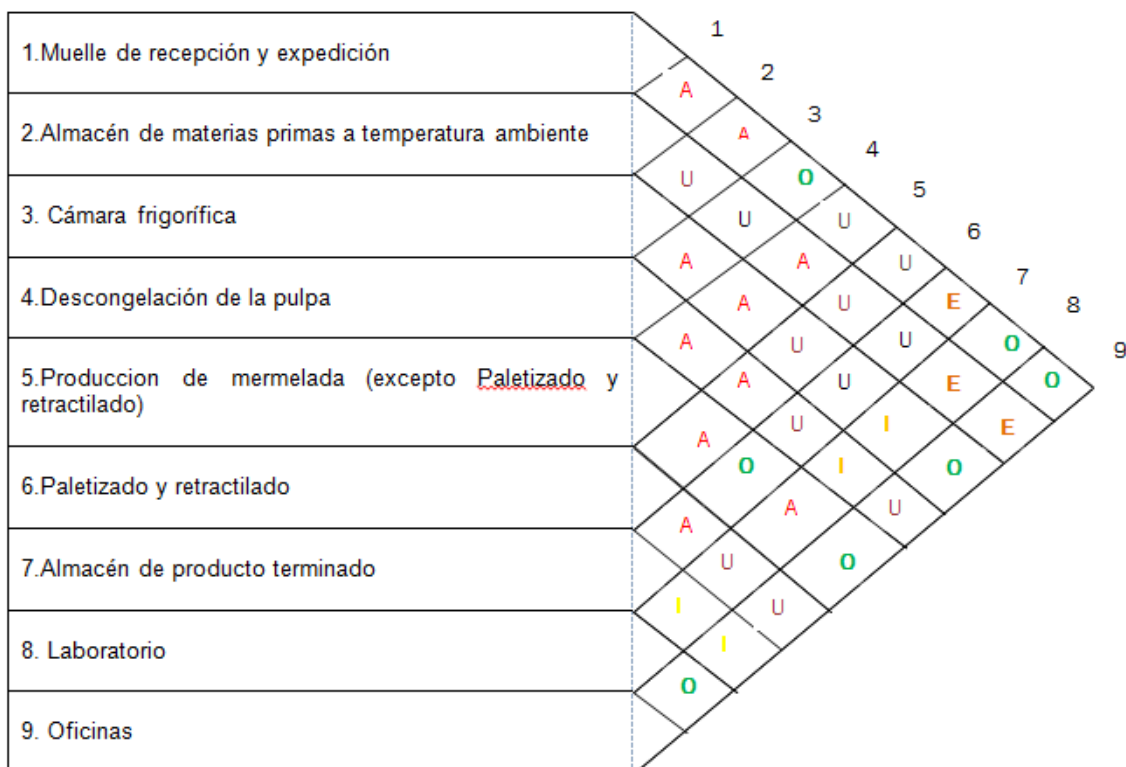 1.Muelle de recepción y expedición
2.Almacén de materias primas a temperatura ambiente
3. Cámara frigorífica
4.Descongelación de la pulpa
5.Produccion de mermelada (excepto Paletizado y
retractilado)
6.Paletizado y retractilado
7.Almacén de producto terminado
8. Laboratorio
9. Oficinas
1
2
3
4
5
6
7
8
9
A
A
U O
U U
A A U
A U E
A U U O
A U E O
A U I E
O I O
A A U
U O
I U
I
O